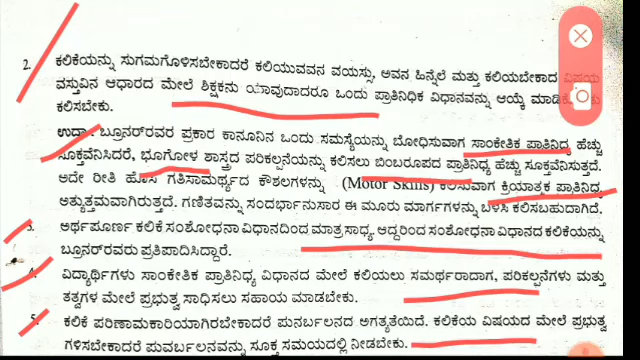 2. ಕಲಿಕೆಯನ್ನು ಸುಗಮಗೊಳಿಸಬೇಕಾದರೆ ಕಲಿಯುವವನ ವಯಸ್ಸು, ಅವನ ಹಿನ್ನೆಲೆ ಮತ್ತು ಕಲಿಯಬೇಕಾದ ವಿಷಯ
ವಸ್ತುವಿನ ಆಧಾರದ ಮೇಲೆ ಶಿಕ್ಷಕನು ಯಾವುದಾದರೂ ಒಂದು ಪ್ರಾತಿನಿಧಿಕ ವಿಧಾನವನ್ನು ಆಯ್ಕೆ
ಕಲಿಸಬೇಕು.
ಉದಾ: ಬ್ರೂನರ್‌ರವರ ಪ್ರಕಾರ ಕಾನೂನಿನ ಒಂದು ಸಮಸ್ಯೆಯನ್ನು ಬೋಧಿಸುವಾಗ ಸಾಂಕೇತಿಕ ಪ್ರಾತಿನಿಧ್ಯ ಹೆಚ್ಚು
ಸೂಕ್ತವೆನಿಸಿದರೆ, ಭೂಗೋಳ ಶಾಸ್ತ್ರದ ಪರಿಕಲ್ಪನೆಯನ್ನು ಕಲಿಸಲು ಬಿಂಬರೂಪದ ಪ್ರಾತಿನಿಧ್ಯ ಹೆಚ್ಚು ಸೂಕ್ತವೆನಿಸುತ್ತದೆ.
ಅದೇ ರೀತಿ ಹೊಸ ಗತಿಸಾಮರ್ಥ್ಯದ ಕೌಶಲಗಳನ್ನು (Motor Skills) ಕಲಿಸುವಾಗ ಕ್ರಿಯಾತ್ಮಕ ಪ್ರಾತಿನಿಧ್ಯ
ಅತ್ಯುತ್ತಮವಾಗಿರುತ್ತದೆ. ಗಣಿತವನ್ನು ಸಂದರ್ಭಾನುಸಾರ ಈ ಮೂರು ಮಾರ್ಗಗಳನ್ನು ಬಳಸಿ ಕಲಿಸಬಹುದಾಗಿದೆ.
3. ಅರ್ಥಪೂರ್ಣ ಕಲಿಕೆ ಸಂಶೋಧನಾ ವಿಧಾನದಿಂದ ಮಾತ್ರ ಸಾಧ್ಯ. ಆದ್ದರಿಂದ ಸಂಶೋಧನಾ ವಿಧಾನದ ಕಲಿಕೆಯನ್ನು
ಬ್ರೂನರ್‌ರವರು ಪ್ರತಿಪಾದಿಸಿದ್ದಾರೆ.
4. ವಿದ್ಯಾರ್ಥಿಗಳು ಸಾಂಕೇತಿಕ ಪ್ರಾತಿನಿಧ್ಯ ವಿಧಾನದ ಮೇಲೆ ಕಲಿಯಲು ಸಮರ್ಥರಾದಾಗ, ಪರಿಕಲ್ಪನೆಗಳು ಮತ್ತು
ತತ್ವಗಳ ಮೇಲೆ ಪ್ರಭುತ್ವ ಸಾಧಿಸಲು ಸಹಾಯ ಮಾಡಬೇಕು.
5. ಕಲಿಕೆ ಪರಿಣಾಮಕಾರಿಯಾಗಿರಬೇಕಾದರೆ ಪುನರ್ಬಲನದ ಅಗತ್ಯತೆಯಿದೆ. ಕಲಿಕೆಯ ವಿಷಯದ ಮೇಲೆ ಪ್ರಭುತ್ವ
ಗಳಿಸಬೇಕಾದರೆ ಪುವರ್ಬಲನವನ್ನು ಸೂಕ್ತ ಸಮಯದಲ್ಲಿ ನೀಡಬೇಕು.